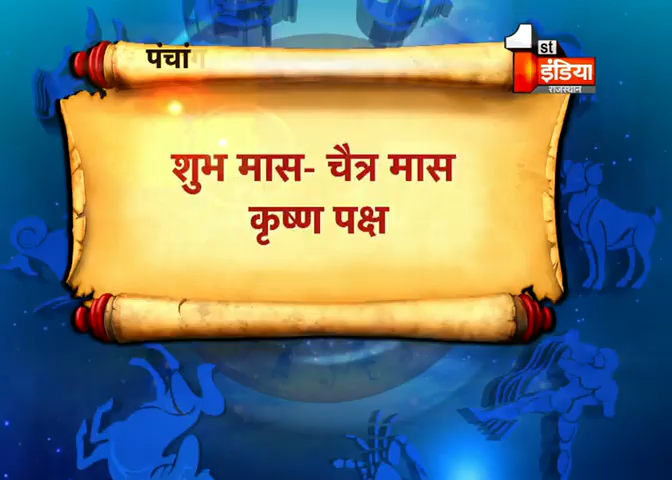 पंचांग
1st
इंडिया
राजस्थान
शुभ मास- चैत्र मास
कृष्ण पक्ष